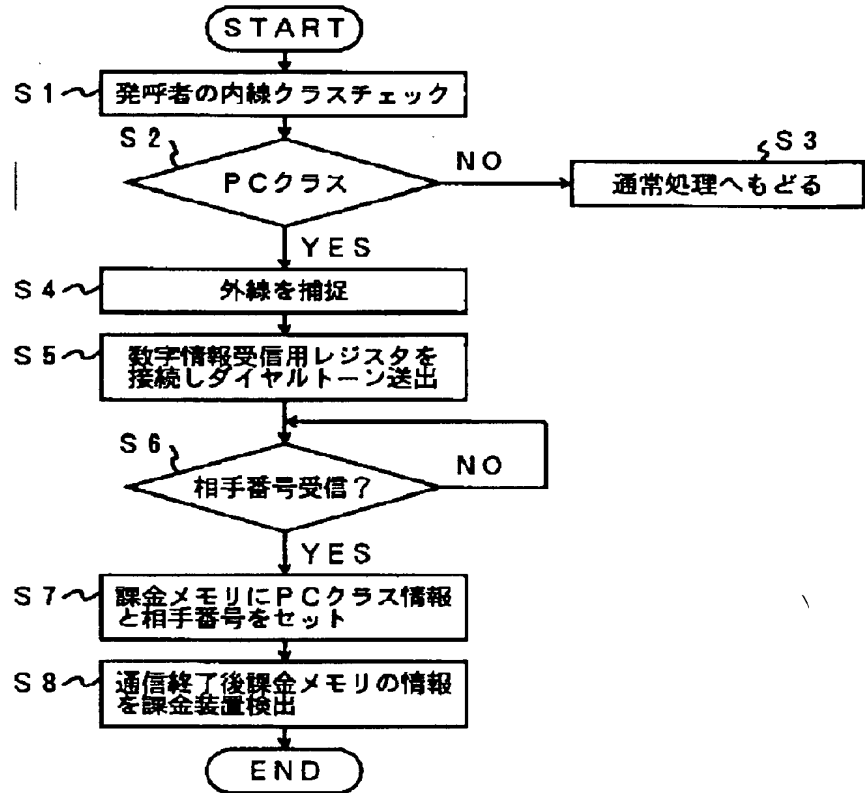 START
S1
発呼者の内線クラスチェック
S2
PCクラス
NO
S3
通常処理へもどる
YES
S4
外線を捕捉
S5
数字情報受信用レジスタを
接続しダイヤルトーン送出
S6
相手番号受信?
NO
YES
S7
課金メモリにPCクラス情報
と相手番号をセット
S8
通信終了後課金メモリの情報
を課金装置検出
END